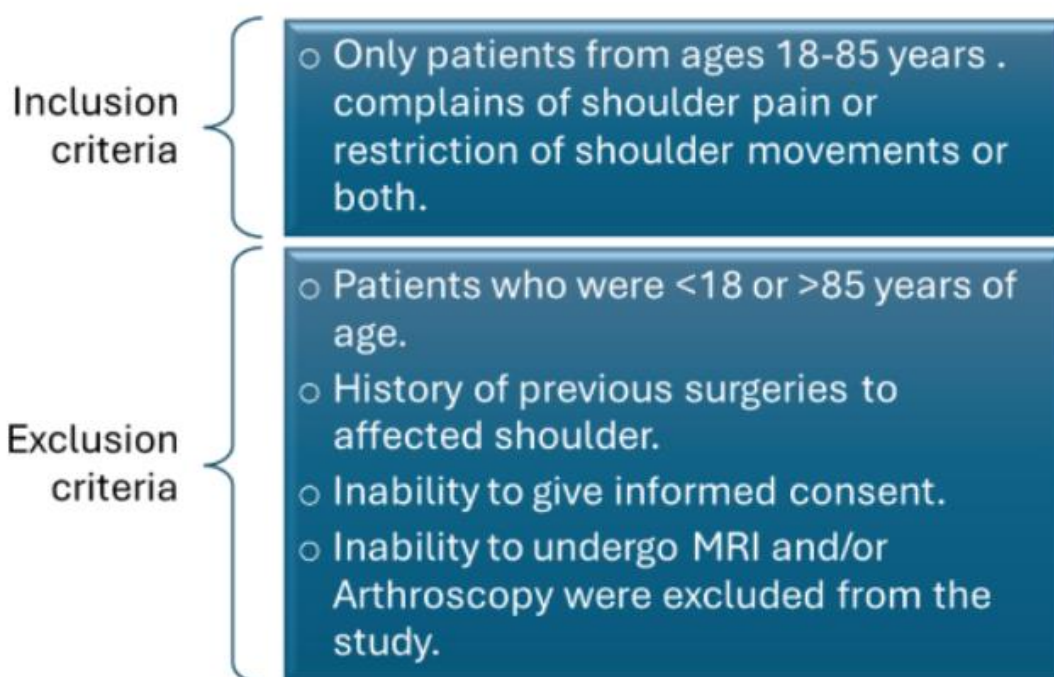 Inclusion
criteria
○ Only patients from ages 18-85 years .
complains of shoulder pain or
restriction of shoulder movements or
both.
Exclusion
criteria
○ Patients who were <18 or >85 years of
age.
○ History of previous surgeries to
affected shoulder.
○ Inability to give informed consent.
○ Inability to undergo MRI and/or
Arthroscopy were excluded from the
study.